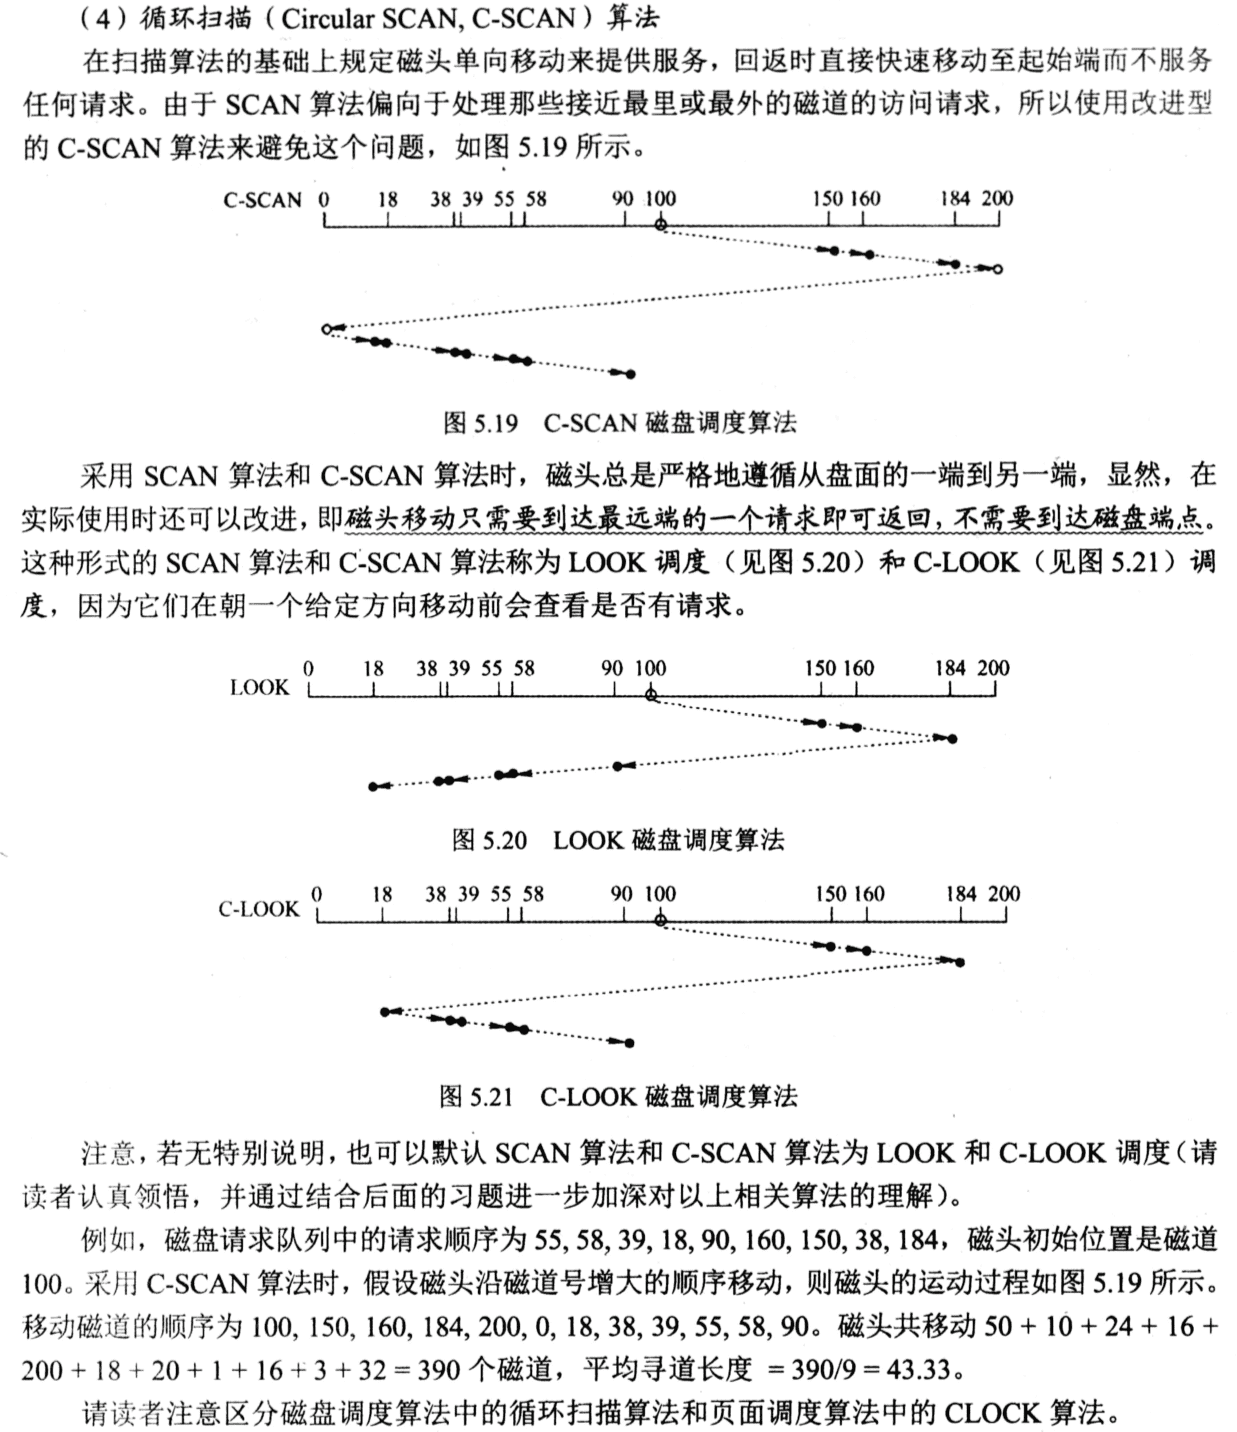 （4）循环扫描（Circular SCAN, C-SCAN）算法
在扫描算法的基础上规定磁头单向移动来提供服务，回返时直接快速移动至起始端而不服务
任何请求。由于 SCAN 算法偏向于处理那些接近最里或最外的磁道的访问请求，所以使用改进型
的 C-SCAN 算法来避免这个问题，如图 5.19 所示。
C-SCAN 0 18 38 39 55 58 90 100 150 160 184 200
图 5.19 C-SCAN 磁盘调度算法
采用 SCAN 算法和 C-SCAN 算法时，磁头总是严格地遵循从盘面的一端到另一端，显然，在
实际使用时还可以改进，即磁头移动只需要到达最远端的一个请求即可返回，不需要到达磁盘端点。
这种形式的 SCAN 算法和 C-SCAN 算法称为 LOOK 调度（见图 5.20）和 C-LOOK（见图 5.21）调
度，因为它们在朝一个给定方向移动前会查看是否有请求。
0 18 38 39 55 58 90 100 150 160 184 200
LOOK
图 5.20 LOOK 磁盘调度算法
0 18 38 39 55 58 90 100 150 160 184 200
C-LOOK
图 5.21 C-LOOK 磁盘调度算法
注意，若无特别说明，也可以默认 SCAN 算法和 C-SCAN 算法为 LOOK 和 C-LOOK 调度（请
读者认真领悟，并通过结合后面的习题进一步加深对以上相关算法的理解）。
例如，磁盘请求队列中的请求顺序为 55, 58, 39, 18, 90, 160, 150, 38, 184，磁头初始位置是磁道
100。采用 C-SCAN 算法时，假设磁头沿磁道号增大的顺序移动，则磁头的运动过程如图 5.19 所示。
移动磁道的顺序为 100, 150, 160, 184, 200, 0, 18, 38, 39, 55, 58, 90。磁头共移动 50 + 10 + 24 + 16 +
200 + 18 + 20 + 1 + 16 + 3 + 32 = 390 个磁道，平均寻道长度 = 390/9 = 43.33。
请读者注意区分磁盘调度算法中的循环扫描算法和页面调度算法中的 CLOCK 算法。